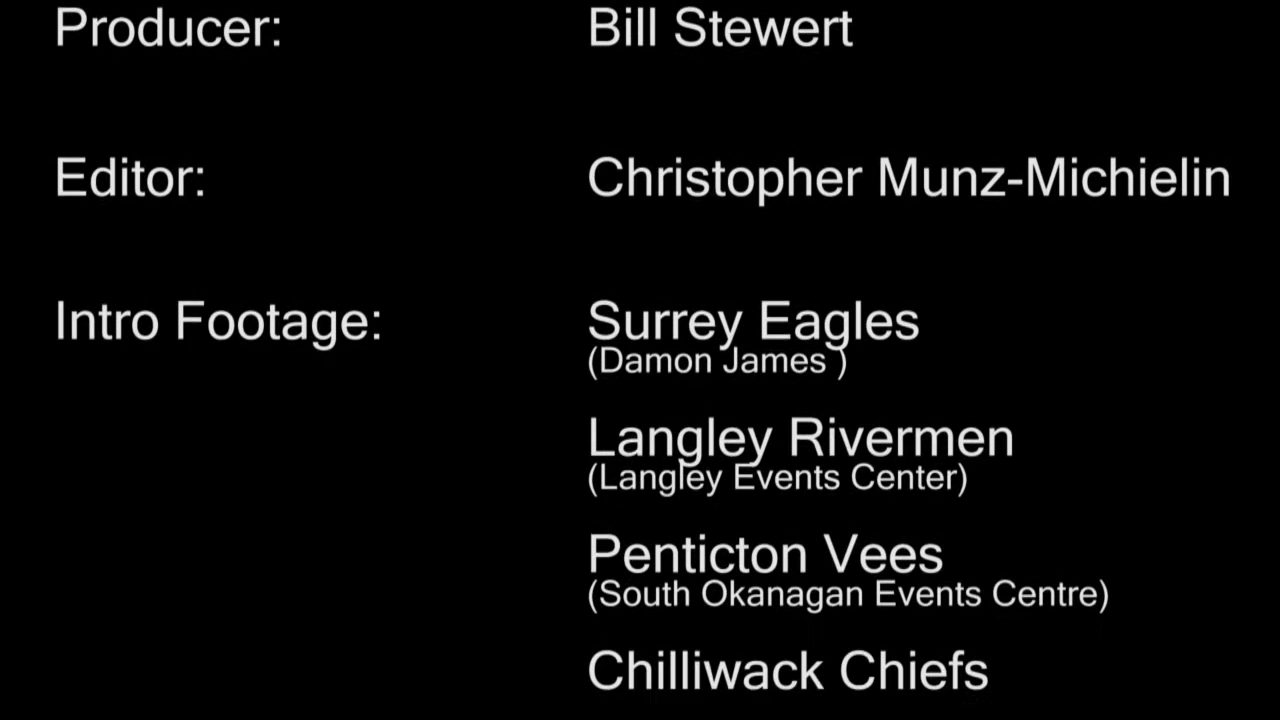 Producer: Bill Stewert
Editor: Christopher Munz-Michielin
Intro Footage: Surrey Eagles
(Damon James )
Langley Rivermen
(Langley Events Center)
Penticton Vees
(South Okanagan Events Centre)
Chilliwack Chiefs